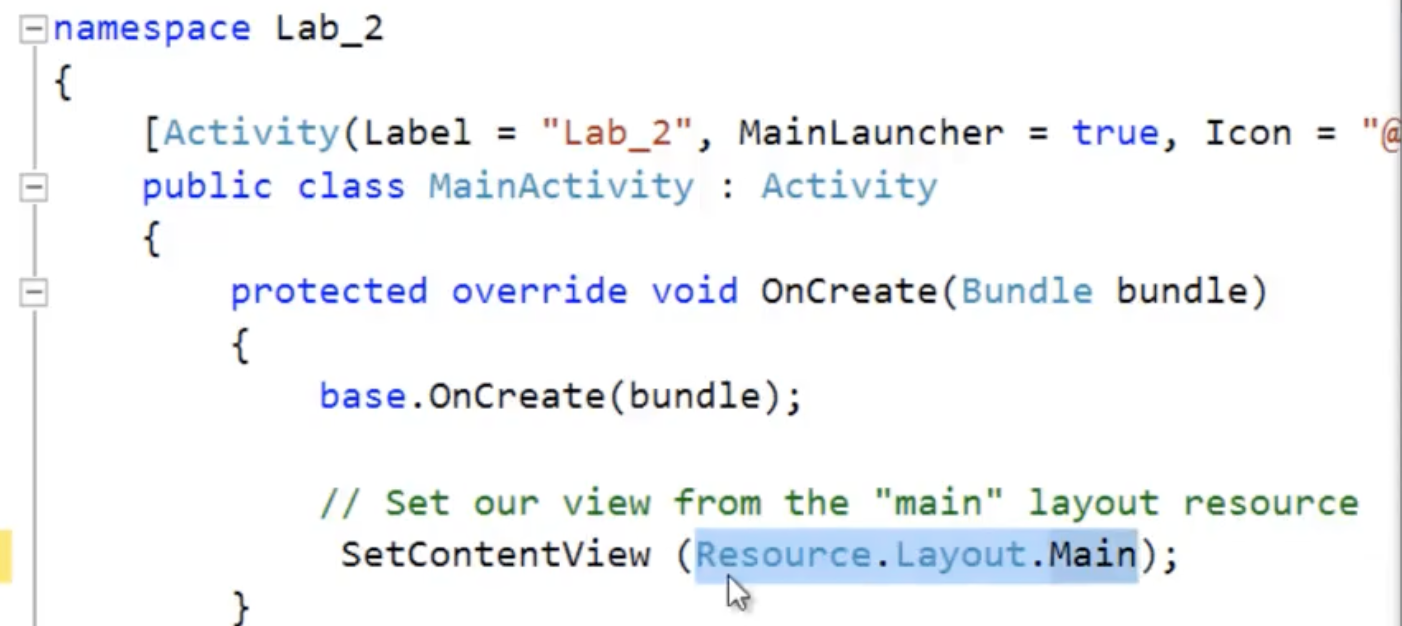 namespace Lab_2
{
[Activity(Label = "Lab_2", MainLauncher = true, Icon = "@
public class MainActivity : Activity
{
protected override void OnCreate(Bundle bundle)
{
base.OnCreate(bundle);
// Set our view from the "main" layout resource
SetContentView (Resource.Layout.Main);
}